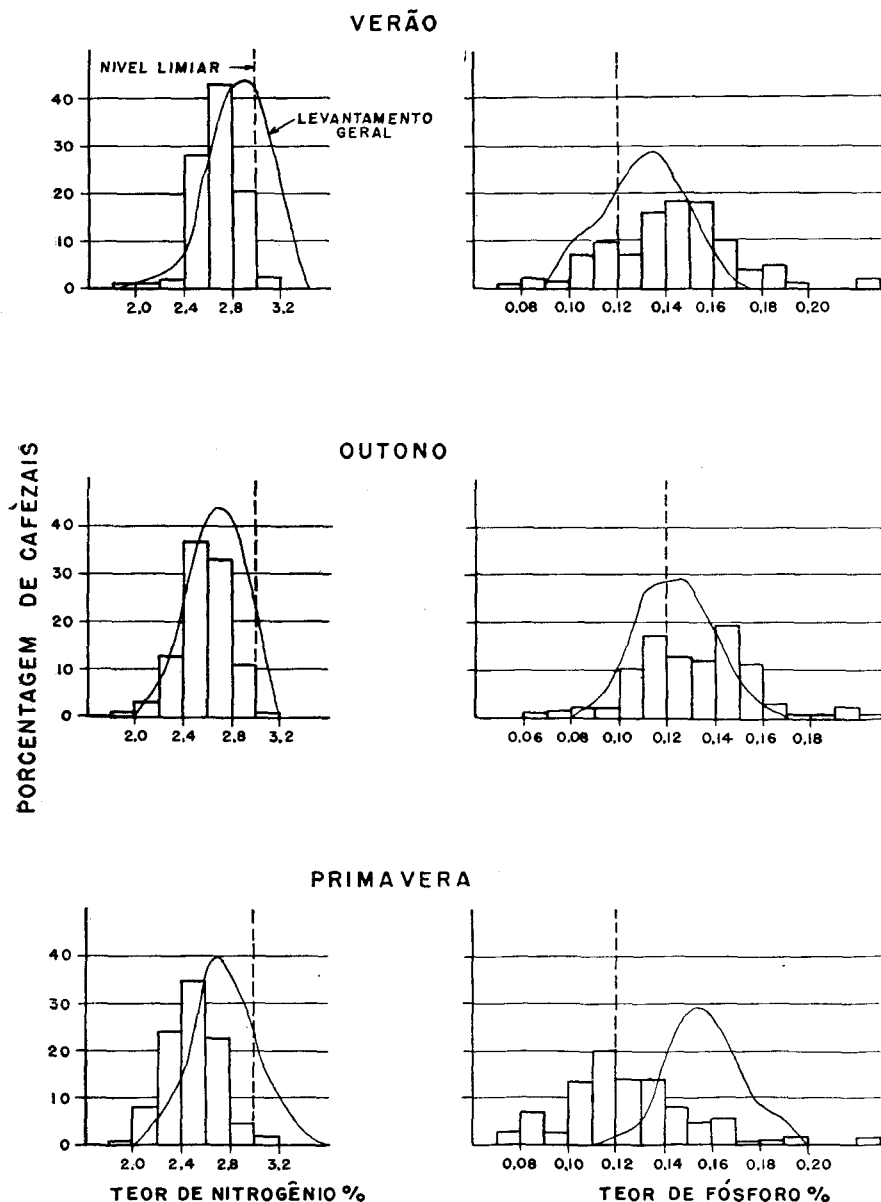 VERÃO
NIVEL LIMIAR
LEVANTAMENTO
GERAL
40
30
20
10
0
2,0 2,4 2,8 3,2
0,08 0,10 0,12 0,14 0,16 0,18 0,20
OUTONO
PORCENTAGEM DE CAFÈZAIS
40
30
20
10
0
2,0 2,4 2,8 3,2
0,06 0,08 0,10 0,12 0,14 0,16 0,18
PRIMAVERA
40
30
20
10
0
2,0 2,4 2,8 3,2
0,08 0,10 0,12 0,14 0,16 0,18 0,20
TEOR DE NITROGÊNIO %
TEOR DE FÓSFORO %